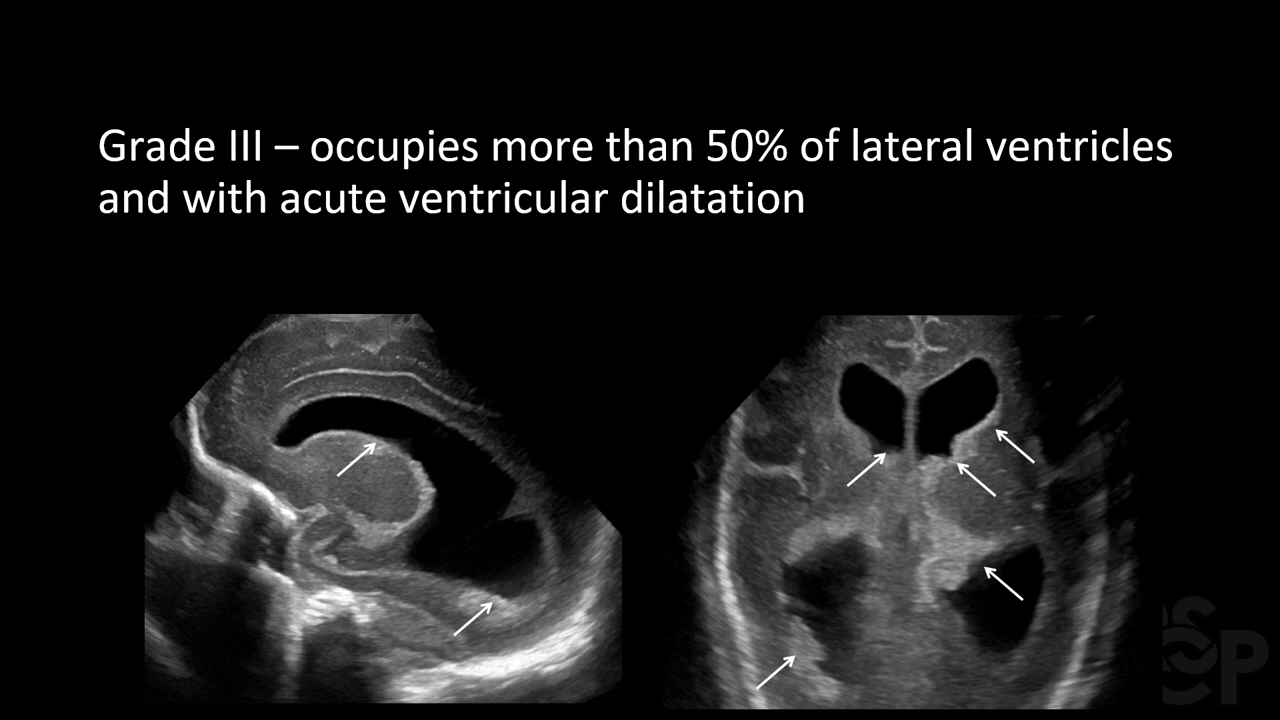 Grade III – occupies more than 50% of lateral ventricles
and with acute ventricular dilatation